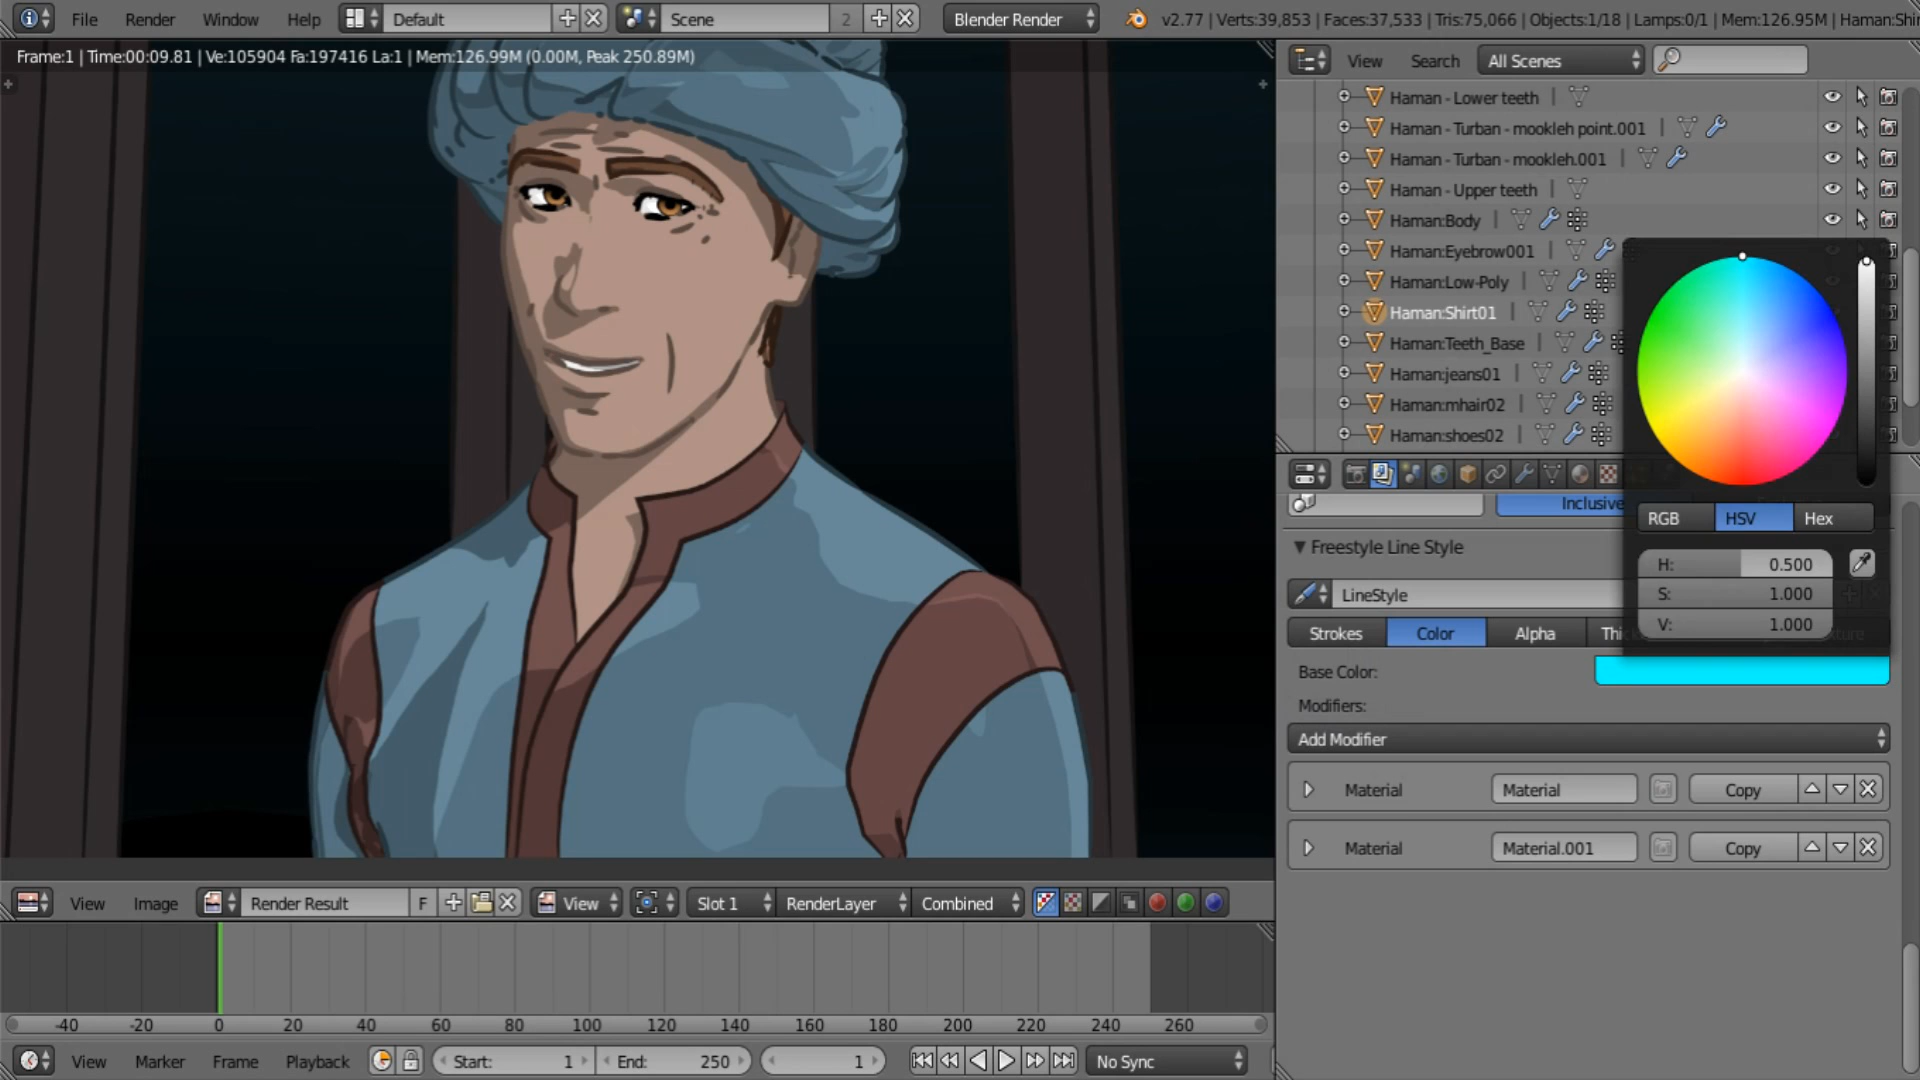 File Render Window Help Default Scene 2 Blender Render v2.77 | Verts:39,853 | Faces:37,533 | Tris:75,066 | Objects:1/18 | Lamps:0/1 | Mem:126.95M | Haman:Shi
Frame:1 | Time:00:09.81 | Ve:105904 Fa:197416 La:1 | Mem:126.99M (0.00M, Peak 250.89M)
View Search All Scenes
Haman - Lower teeth
Haman - Turban - mookleh point.001
Haman - Turban - mookleh.001
Haman - Upper teeth
Haman:Body
Haman:Eyebrow001
Haman:Low-Poly
Haman:Shirt01
Haman:Teeth_Base
Haman:jeans01
Haman:mhair02
Haman:shoes02
Inclusive
RGB HSV Hex
Freestyle Line Style
H: 0.500
LineStyle
S: 1.000
V: 1.000
Strokes Color Alpha Thi
Base Color:
Modifiers:
Add Modifier
Material Material Copy
Material Material.001 Copy
View Image Render Result F View Slot 1 RenderLayer Combined
-40 -20 0 20 40 60 80 100 120 140 160 180 200 220 240 260
View Marker Frame Playback Start: 1 End: 250 1 No Sync